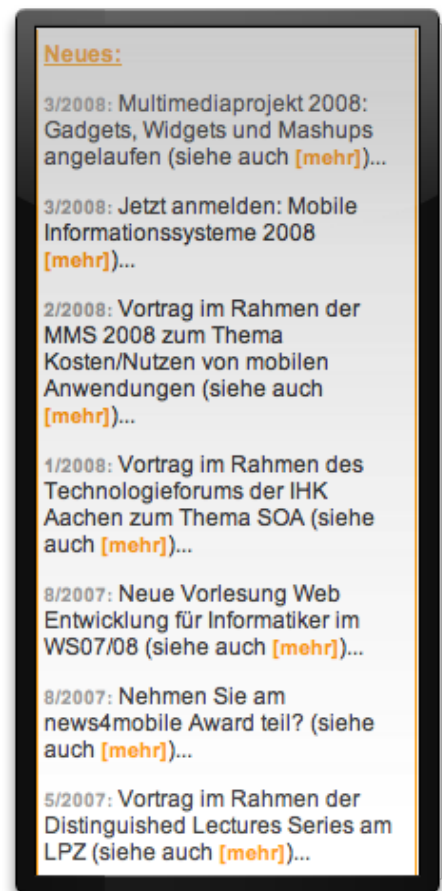 Neues:
3/2008: Multimediaprojekt 2008:
Gadgets, Widgets und Mashups
angelaufen (siehe auch [mehr])...
3/2008: Jetzt anmelden: Mobile
Informationssysteme 2008
[mehr])...
2/2008: Vortrag im Rahmen der
MMS 2008 zum Thema
Kosten/Nutzen von mobilen
Anwendungen (siehe auch
[mehr])...
1/2008: Vortrag im Rahmen des
Technologieforums der IHK
Aachen zum Thema SOA (siehe
auch [mehr])...
8/2007: Neue Vorlesung Web
Entwicklung für Informatiker im
WS07/08 (siehe auch [mehr])...
8/2007: Nehmen Sie am
news4mobile Award teil? (siehe
auch [mehr])...
5/2007: Vortrag im Rahmen der
Distinguished Lectures Series am
LPZ (siehe auch [mehr])...